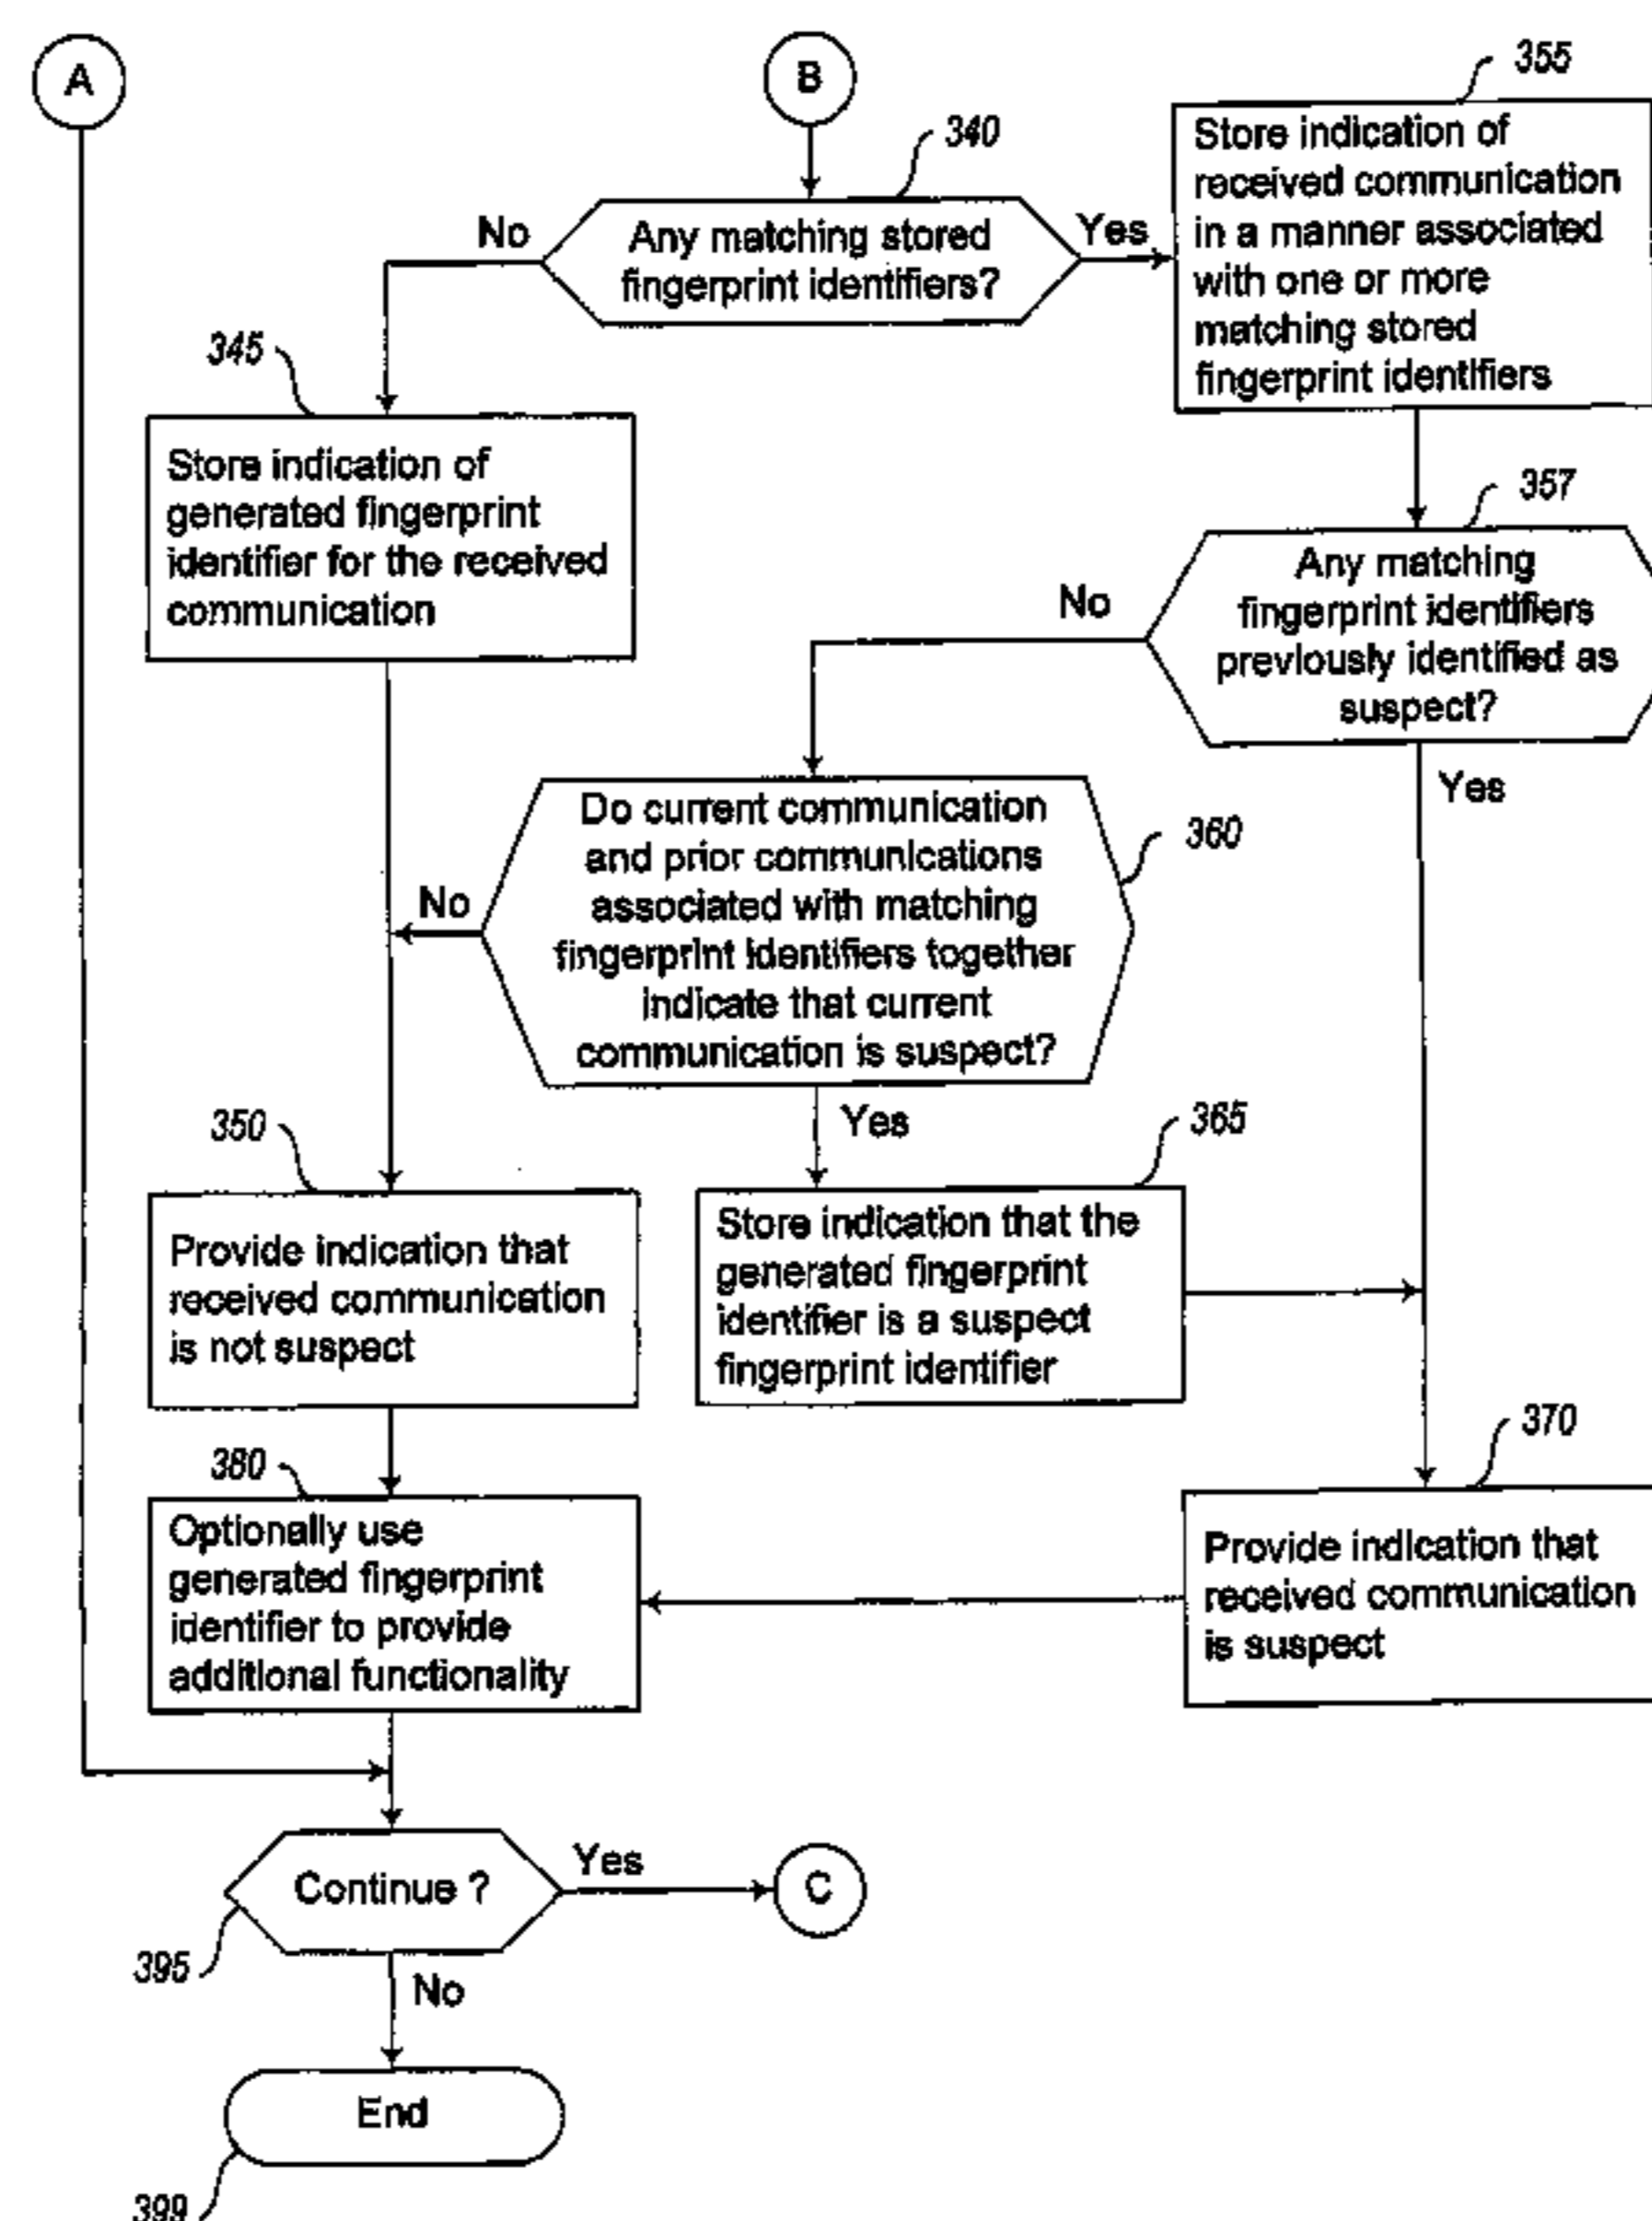 A
B
355
340
Store indication of
received communication
in a manner associated
with one or more
matching stored
fingerprint identifiers
No
Any matching stored
fingerprint identifiers?
Yes
345
Store indication of
generated fingerprint
identifier for the received
communication
357
Any matching
fingerprint identifiers
previously identified as
suspect?
No
Yes
Do current communication
and prior communications
associated with matching
fingerprint identifiers together
indicate that current
communication is suspect?
360
No
Yes
350
365
Provide indication that
received communication
is not suspect
Store indication that the
generated fingerprint
identifier is a suspect
fingerprint identifier
370
380
Optionally use
generated fingerprint
identifier to provide
additional functionality
Provide indication that
received communication
is suspect
Continue ?
Yes
C
395
No
End
399